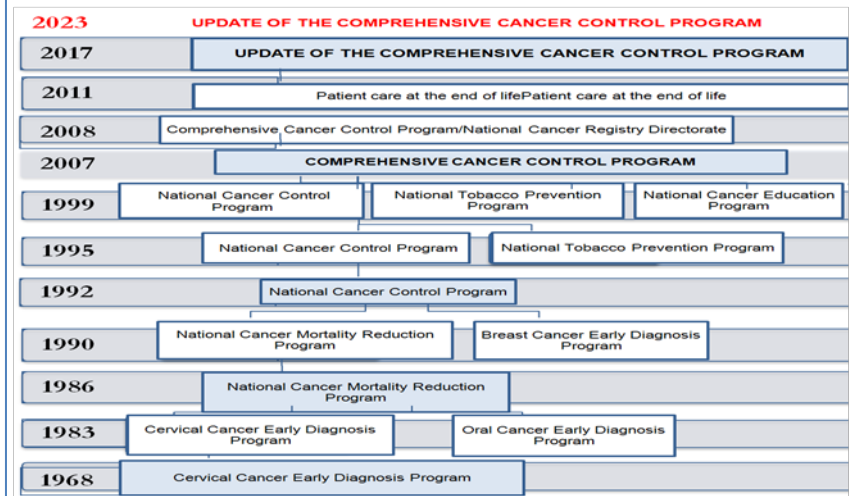 2023 UPDATE OF THE COMPREHENSIVE CANCER CONTROL PROGRAM
2017 UPDATE OF THE COMPREHENSIVE CANCER CONTROL PROGRAM
2011 Patient care at the end of lifePatient care at the end of life
2008 Comprehensive Cancer Control Program/National Cancer Registry Directorate
2007 COMPREHENSIVE CANCER CONTROL PROGRAM
1999
National Cancer Control
Program
National Tobacco Prevention
Program
National Cancer Education
Program
1995 National Cancer Control Program National Tobacco Prevention Program
1992 National Cancer Control Program
1990
National Cancer Mortality Reduction
Program
Breast Cancer Early Diagnosis
Program
1986
National Cancer Mortality Reduction
Program
1983
Cervical Cancer Early Diagnosis
Program
Oral Cancer Early Diagnosis
Program
1968 Cervical Cancer Early Diagnosis Program